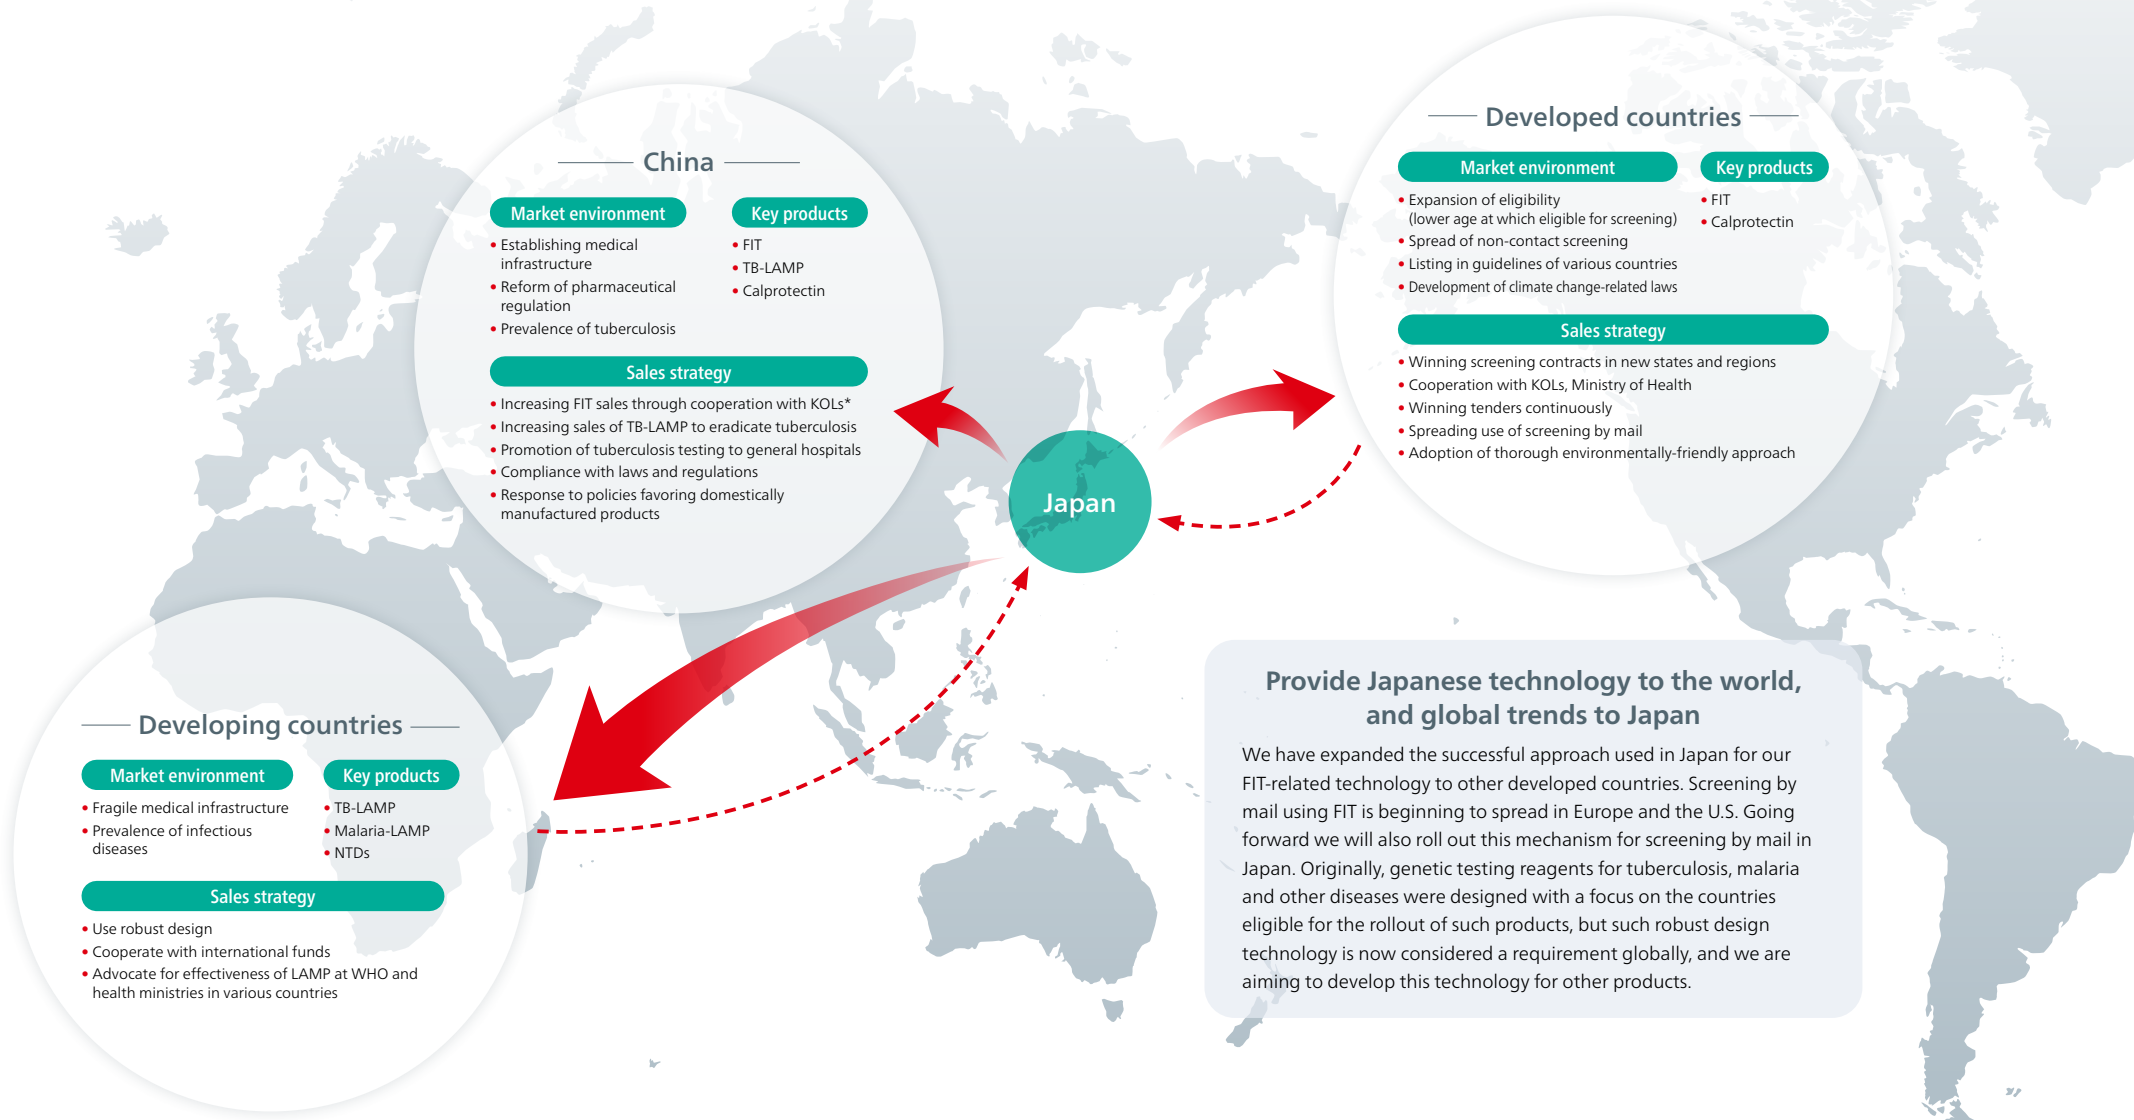 China
Market environment
• Establishing medical
infrastructure
• Reform of pharmaceutical
regulation
• Prevalence of tuberculosis
Key products
• FIT
• TB-LAMP
• Calprotectin
Sales strategy
• Increasing FIT sales through cooperation with KOLs*
• Increasing sales of TB-LAMP to eradicate tuberculosis
• Promotion of tuberculosis testing to general hospitals
• Compliance with laws and regulations
• Response to policies favoring domestically
manufactured products
Developed countries
Market environment
• Expansion of eligibility
(lower age at which eligible for screening)
• Spread of non-contact screening
• Listing in guidelines of various countries
• Development of climate change-related laws
Key products
• FIT
• Calprotectin
Sales strategy
• Winning screening contracts in new states and regions
• Cooperation with KOLs, Ministry of Health
• Winning tenders continuously
• Spreading use of screening by mail
• Adoption of thorough environmentally-friendly approach
Japan
Developing countries
Market environment
• Fragile medical infrastructure
• Prevalence of infectious
diseases
Key products
• TB-LAMP
• Malaria-LAMP
• NTDs
Sales strategy
• Use robust design
• Cooperate with international funds
• Advocate for effectiveness of LAMP at WHO and
health ministries in various countries
Provide Japanese technology to the world,
and global trends to Japan
We have expanded the successful approach used in Japan for our
FIT-related technology to other developed countries. Screening by
mail using FIT is beginning to spread in Europe and the U.S. Going
forward we will also roll out this mechanism for screening by mail in
Japan. Originally, genetic testing reagents for tuberculosis, malaria
and other diseases were designed with a focus on the countries
eligible for the rollout of such products, but such robust design
technology is now considered a requirement globally, and we are
aiming to develop this technology for other products.